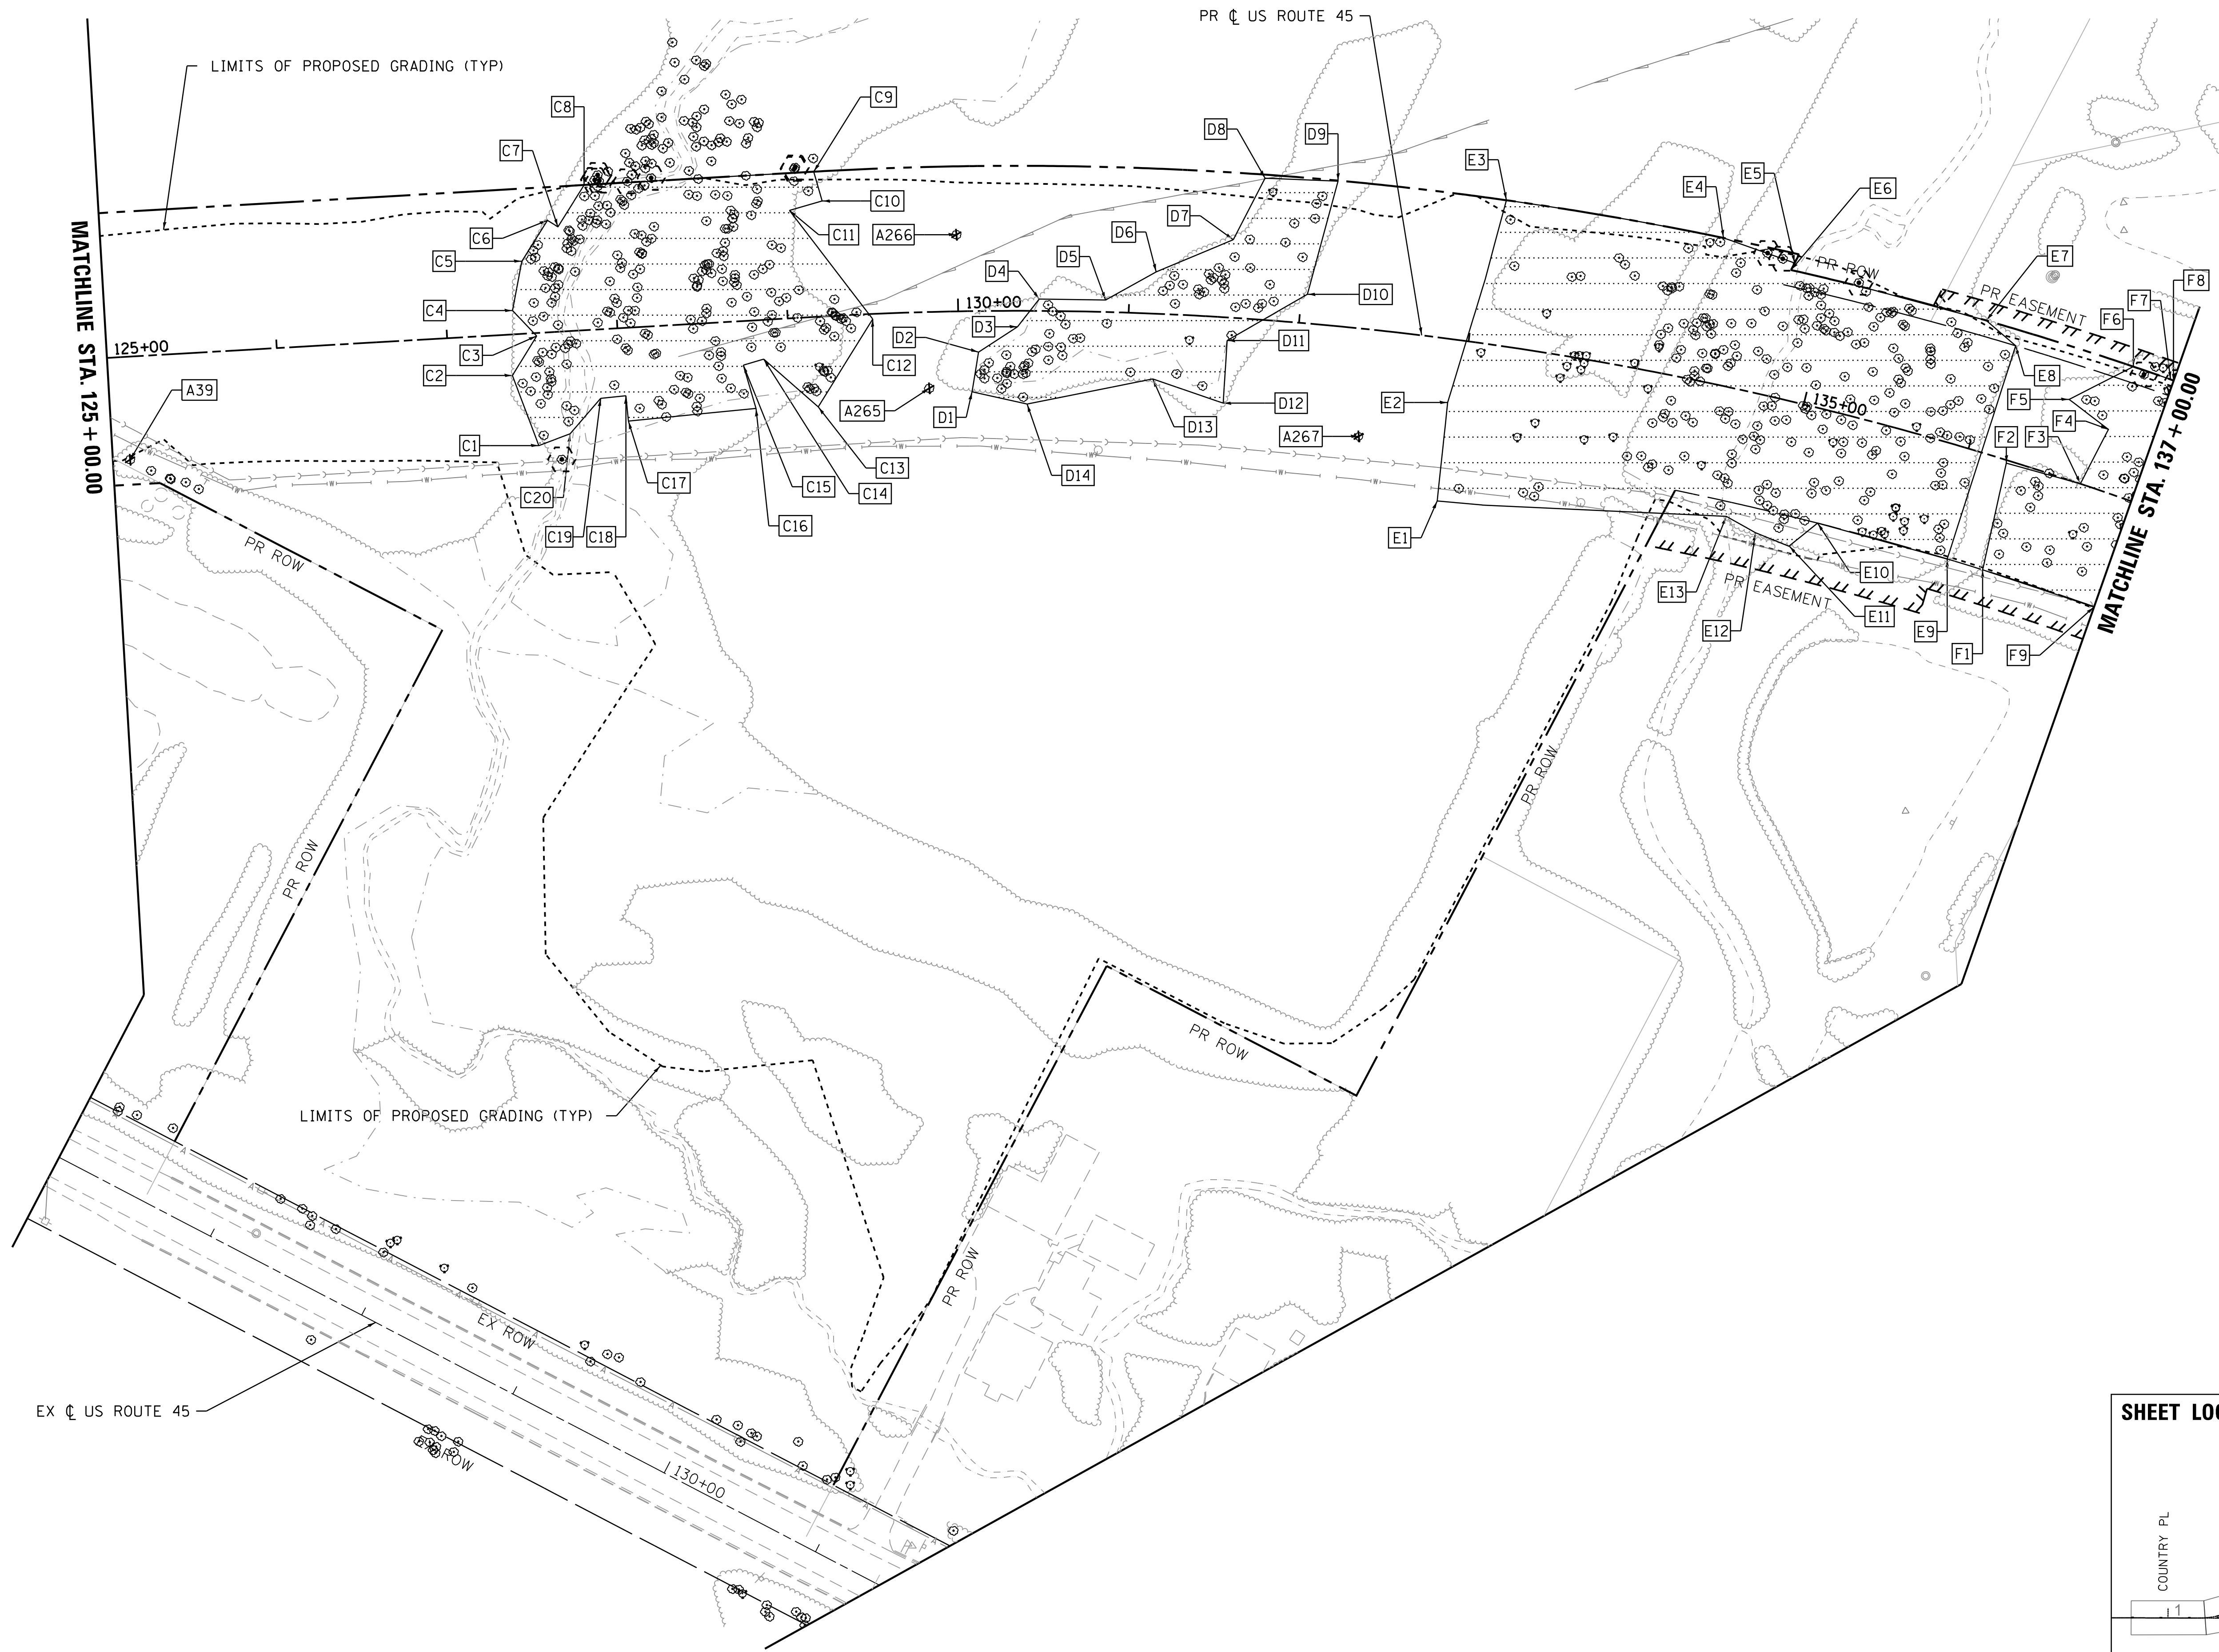 PR ℄ US ROUTE 45
LIMITS OF PROPOSED GRADING (TYP)
C8
C9
C7
D8
D9
E3
E4
E5
E6
C10
C6
C11
A266
D7
D6
D5
D4
C5
E7
PR ROW
PR EASEMENT
F8
F7
F6
MATCHLINE STA. 125+00.00
125+00
C4
C3
C2
130+00
D3
D2
D10
D11
C12
E8
A39
A265
D1
D12
D13
E2
135+00
F5
F4
F3
F2
C1
A267
C13
D14
C17
C15
C14
C20
C16
C19
C18
E1
MATCHLINE STA. 137+00.00
PR ROW
E10
PR EASEMENT
E13
E11
E12
E9
F1
F9
PR ROW
PR ROW
PR ROW
LIMITS OF PROPOSED GRADING (TYP)
PR ROW
EX ROW
EX ℄ US ROUTE 45
EX ROW
130+00
SHEET LOC
COUNTRY PL
1